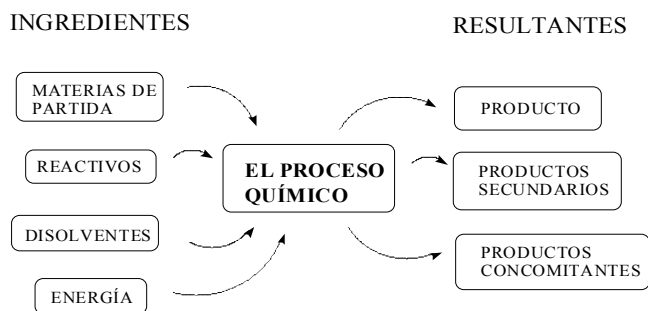 INGREDIENTES
RESULTANTES
MATERIAS DE
PARTIDA
REACTIVOS
DISOLVENTES
ENERGÍA
EL PROCESO
QUÍMICO
PRODUCTO
PRODUCTOS
SECUNDARIOS
PRODUCTOS
CONCOMITANTES